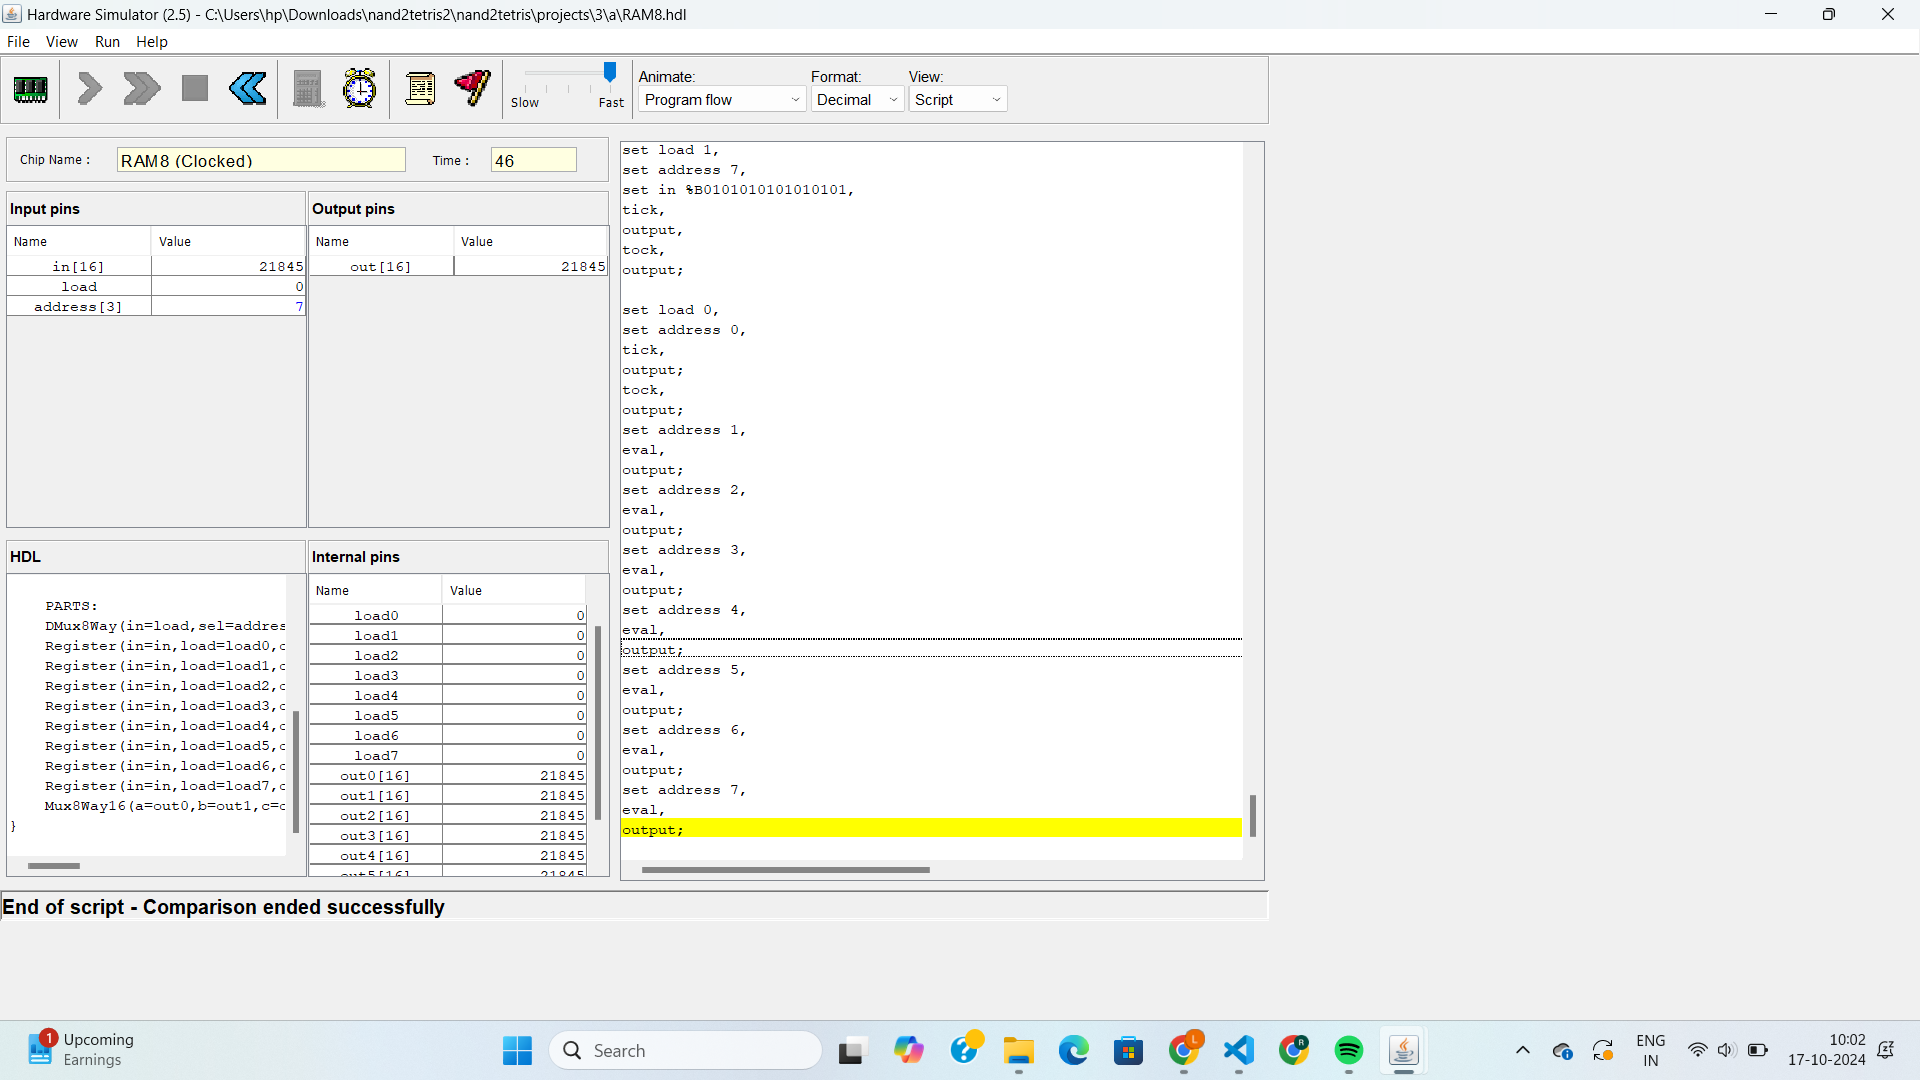 Hardware Simulator (2.5) - C:\Users\hp\Downloads\nand2tetris2\nand2tetris\projects\3\a\RAM8.hdl
File View Run Help
Slow Fast
Animate: Format: View:
Program flow Decimal Script
Chip Name : RAM8 (Clocked) Time : 46
Input pins
Name Value
in[16] 21845
load 0
address[3] 7
Output pins
Name Value
out[16] 21845
HDL
PARTS:
DMux8Way(in=load,sel=addres
Register(in=in,load=load0,
Register(in=in,load=load1,
Register(in=in,load=load2,
Register(in=in,load=load3,
Register(in=in,load=load4,
Register(in=in,load=load5,
Register(in=in,load=load6,
Register(in=in,load=load7,
Mux8Way16(a=out0,b=out1,c=
}
Internal pins
Name Value
load0 0
load1 0
load2 0
load3 0
load4 0
load5 0
load6 0
load7 0
out0[16] 21845
out1[16] 21845
out2[16] 21845
out3[16] 21845
out4[16] 21845
out5[16] 21845
set load 1,
set address 7,
set in %B0101010101010101,
tick,
output,
tock,
output;
set load 0,
set address 0,
tick,
output;
tock,
output;
set address 1,
eval,
output;
set address 2,
eval,
output;
set address 3,
eval,
output;
set address 4,
eval,
output;
set address 5,
eval,
output;
set address 6,
eval,
output;
set address 7,
eval,
output;
End of script - Comparison ended successfully
1
Upcoming
Earnings
Search
L
R
ENG
IN
10:02
17-10-2024